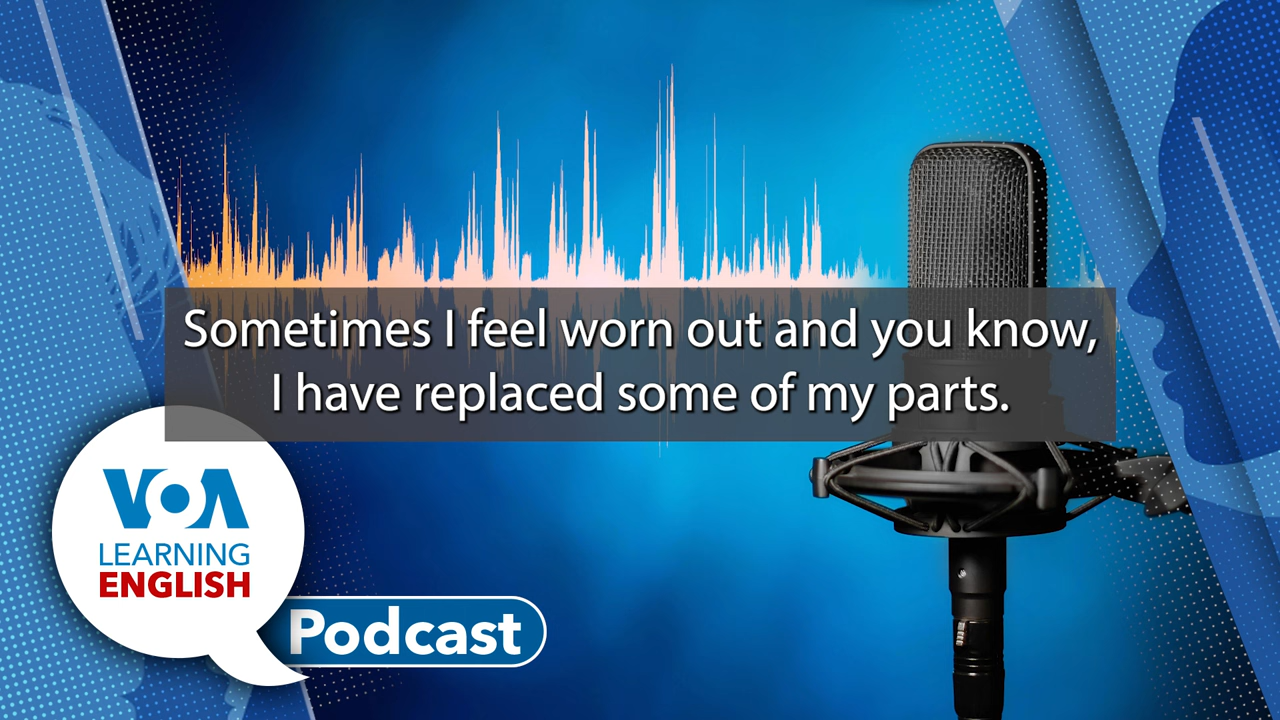 Sometimes I feel worn out and you know,
I have replaced some of my parts.
VOA
LEARNING
ENGLISH
Podcast